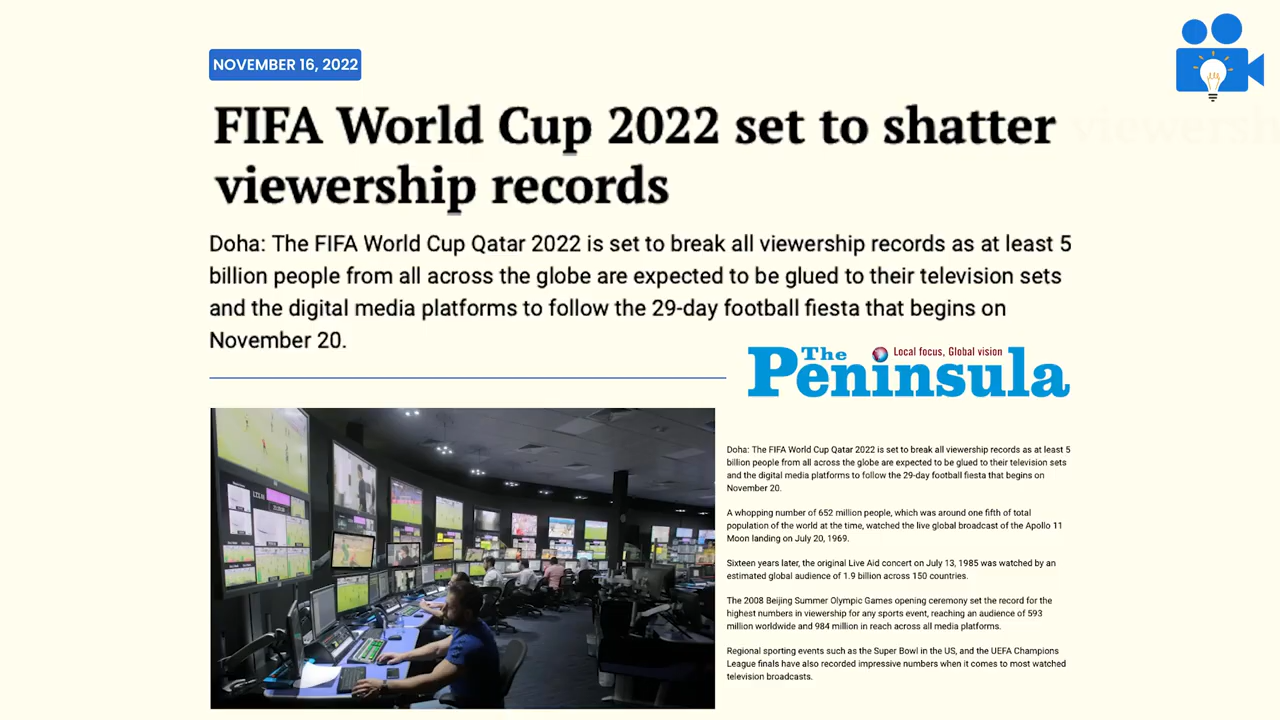 NOVEMBER 16, 2022
FIFA World Cup 2022 set to shatter
viewership records
Doha: The FIFA World Cup Qatar 2022 is set to break all viewership records as at least 5
billion people from all across the globe are expected to be glued to their television sets
and the digital media platforms to follow the 29-day football fiesta that begins on
November 20.
The Peninsula
Local focus, Global vision
Doha: The FIFA World Cup Qatar 2022 is set to break all viewership records as at least 5
billion people from all across the globe are expected to be glued to their television sets
and the digital media platforms to follow the 29-day football fiesta that begins on
November 20.
A whopping number of 652 million people, which was around one fifth of total
population of the world at the time, watched the live global broadcast of the Apollo 11
Moon landing on July 20, 1969.
Sixteen years later, the original Live Aid concert on July 13, 1985 was watched by an
estimated global audience of 1.9 billion across 150 countries.
The 2008 Beijing Summer Olympic Games opening ceremony set the record for the
highest numbers in viewership for any sports event, reaching an audience of 593
million worldwide and 984 million in reach across all media platforms.
Regional sporting events such as the Super Bowl in the US, and the UEFA Champions
League finals have also recorded impressive numbers when it comes to most watched
television broadcasts.